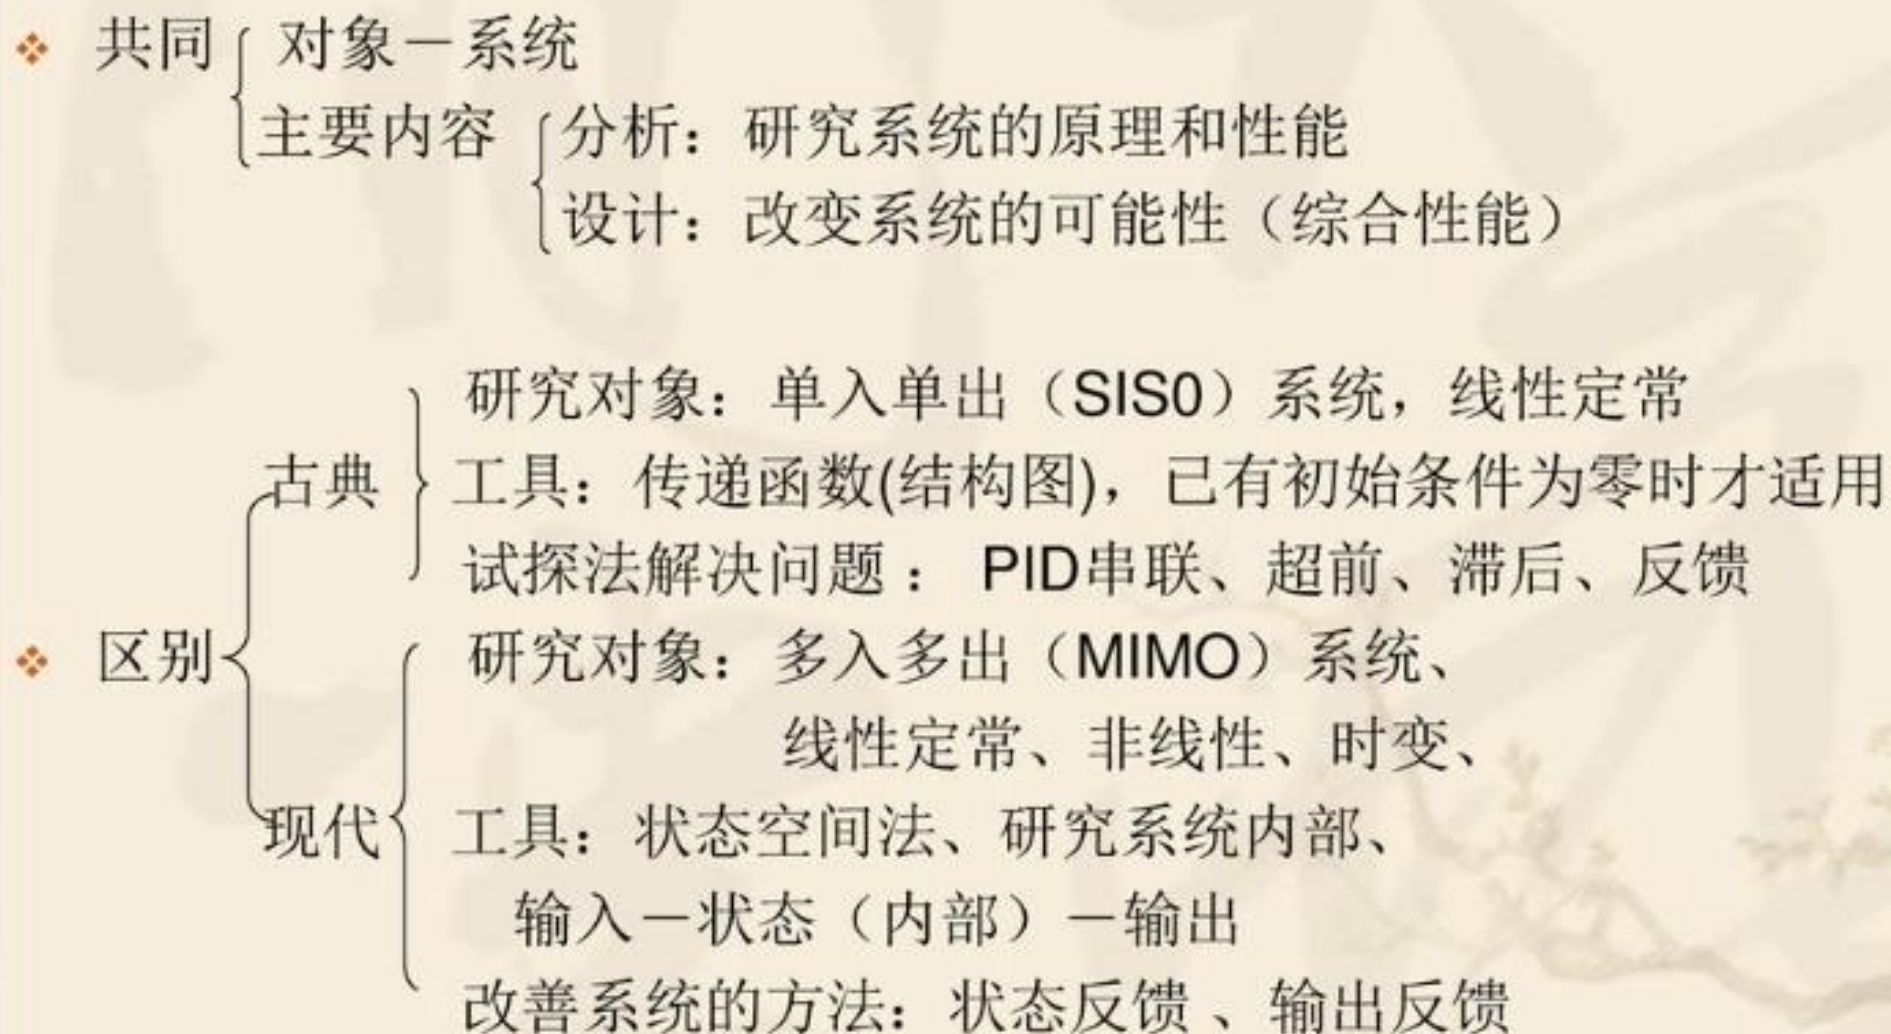 共同 对象－系统
主要内容 分析：研究系统的原理和性能
设计：改变系统的可能性（综合性能）
研究对象：单入单出（SIS0）系统，线性定常
古典 工具：传递函数(结构图)，已有初始条件为零时才适用
试探法解决问题： PID串联、超前、滞后、反馈
区别 研究对象：多入多出（MIMO）系统、
线性定常、非线性、时变、
现代 工具：状态空间法、研究系统内部、
输入－状态（内部）－输出
改善系统的方法：状态反馈 、输出反馈